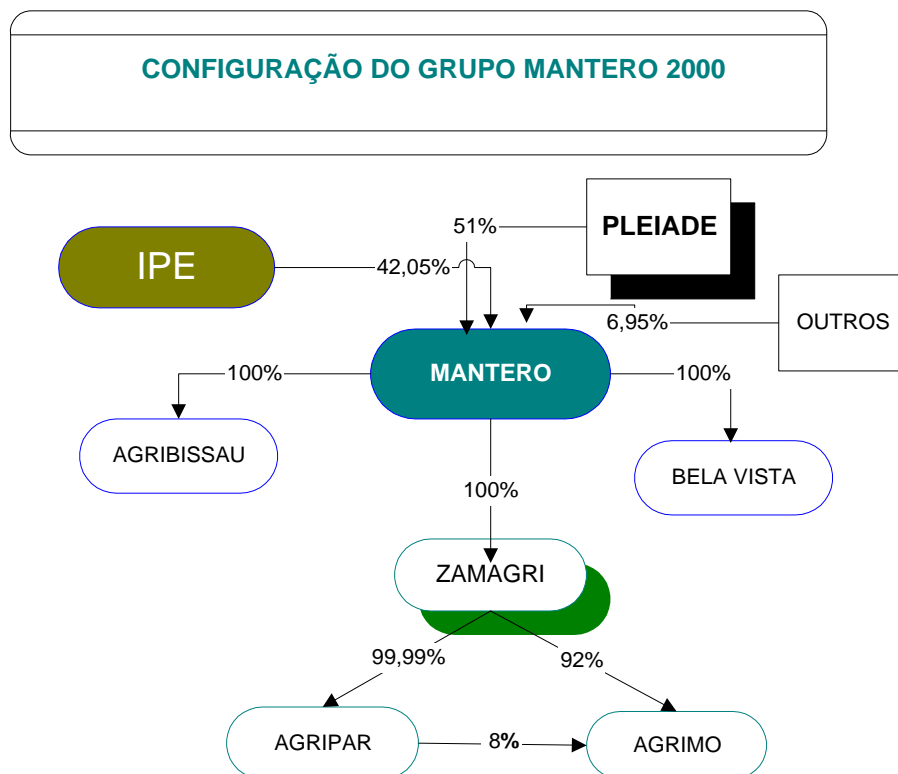 CONFIGURAÇÃO DO GRUPO MANTERO 2000
51%
PLEIADE
IPE
42,05%
6,95%
OUTROS
MANTERO
100%
100%
AGRIBISSAU
BELA VISTA
100%
ZAMAGRI
99,99%
92%
AGRIPAR
8%
AGRIMO